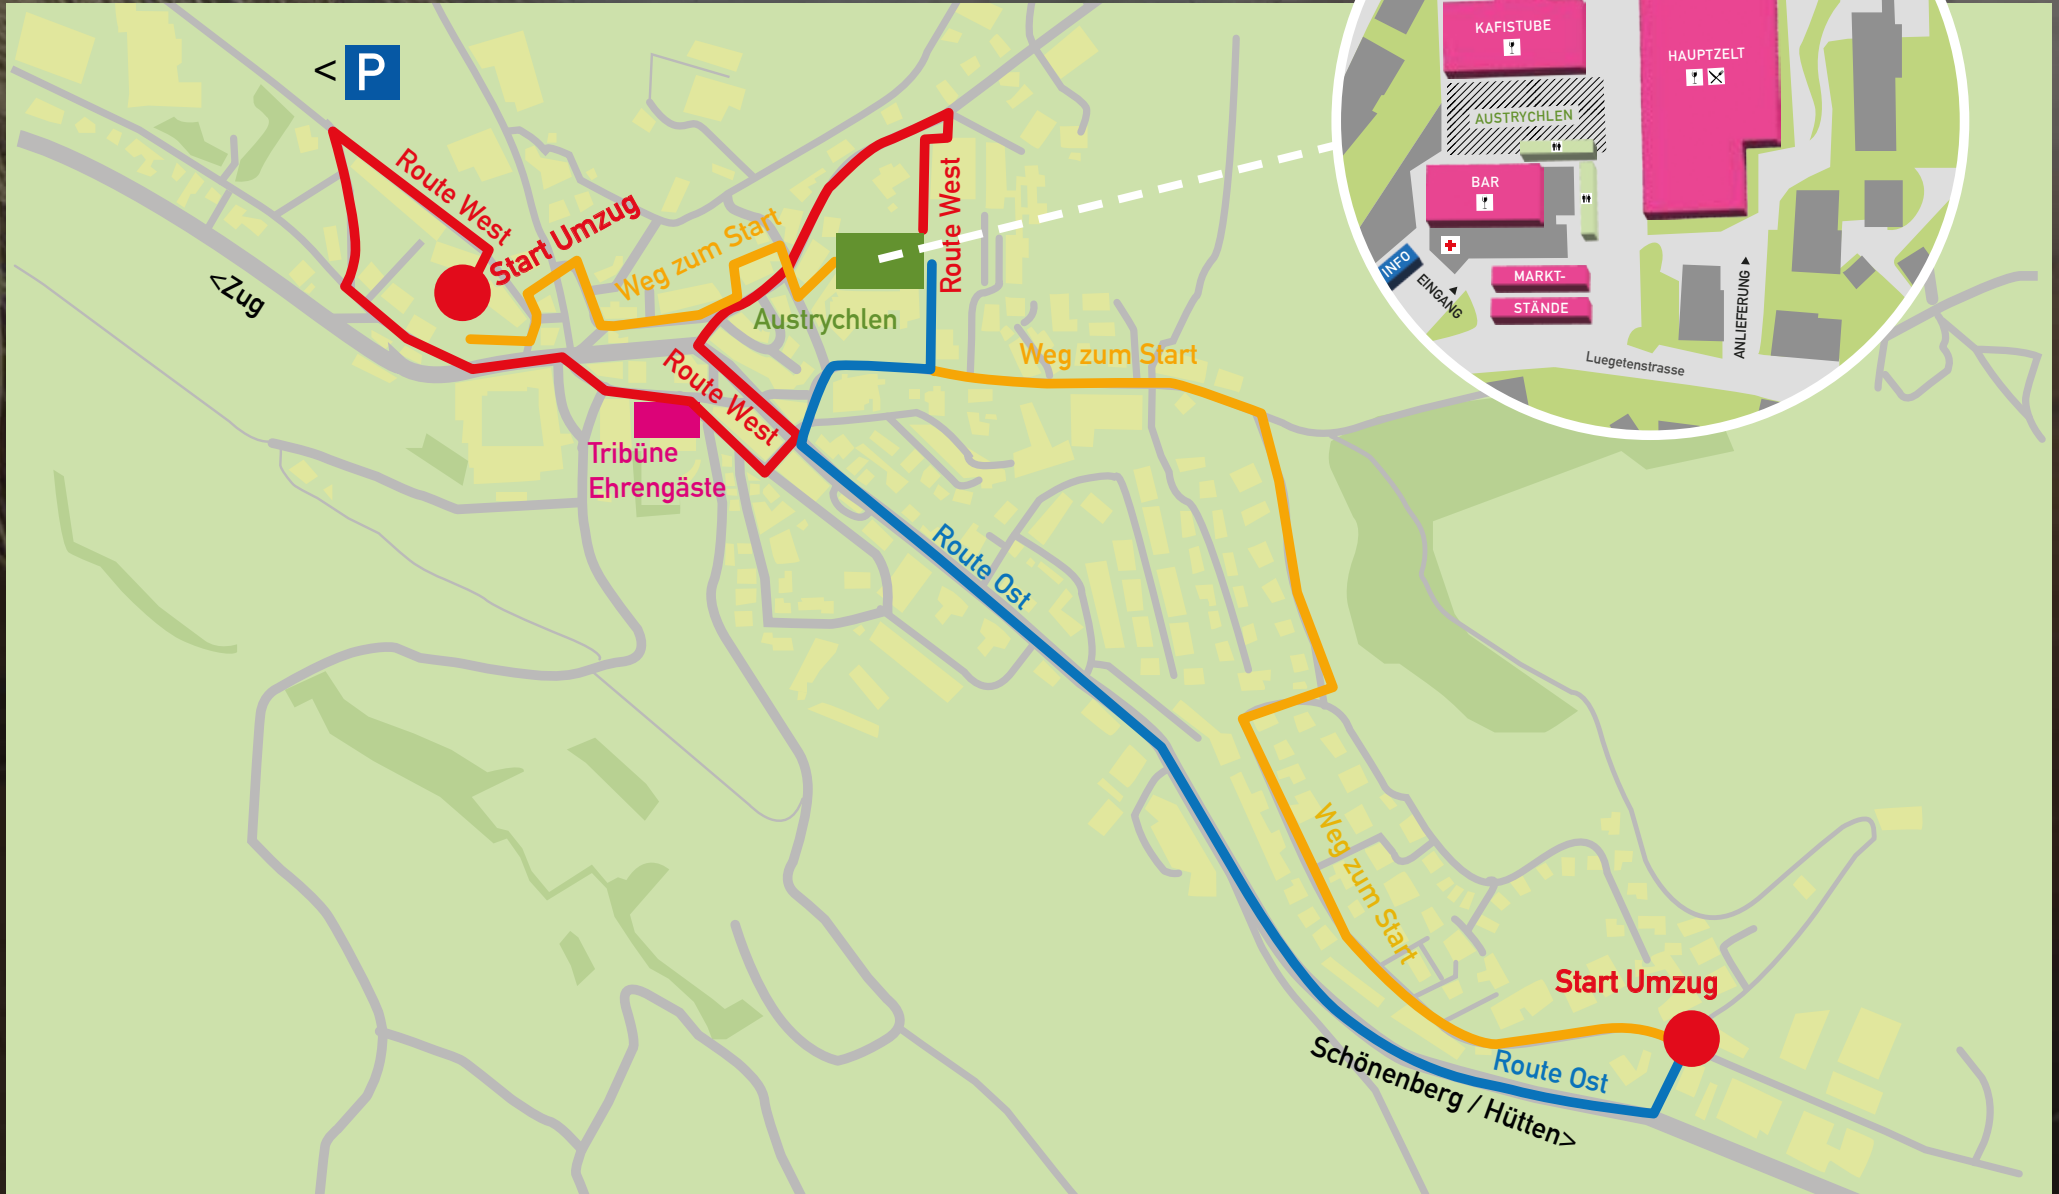 < P
Route West
Start Umzug
<Zug
Weg zum Start
Route West
Austrychlen
Weg zum Start
Route West
Tribüne
Ehrengäste
Route Ost
Weg zum Start
Start Umzug
Route Ost
Schönenberg / Hütten>
KAFISTUBE
HAUPTZELT
AUSTRYCHLEN
BAR
INFO
EINGANG
MARKT-
STÄNDE
ANLIEFERUNG
Luegetenstrasse